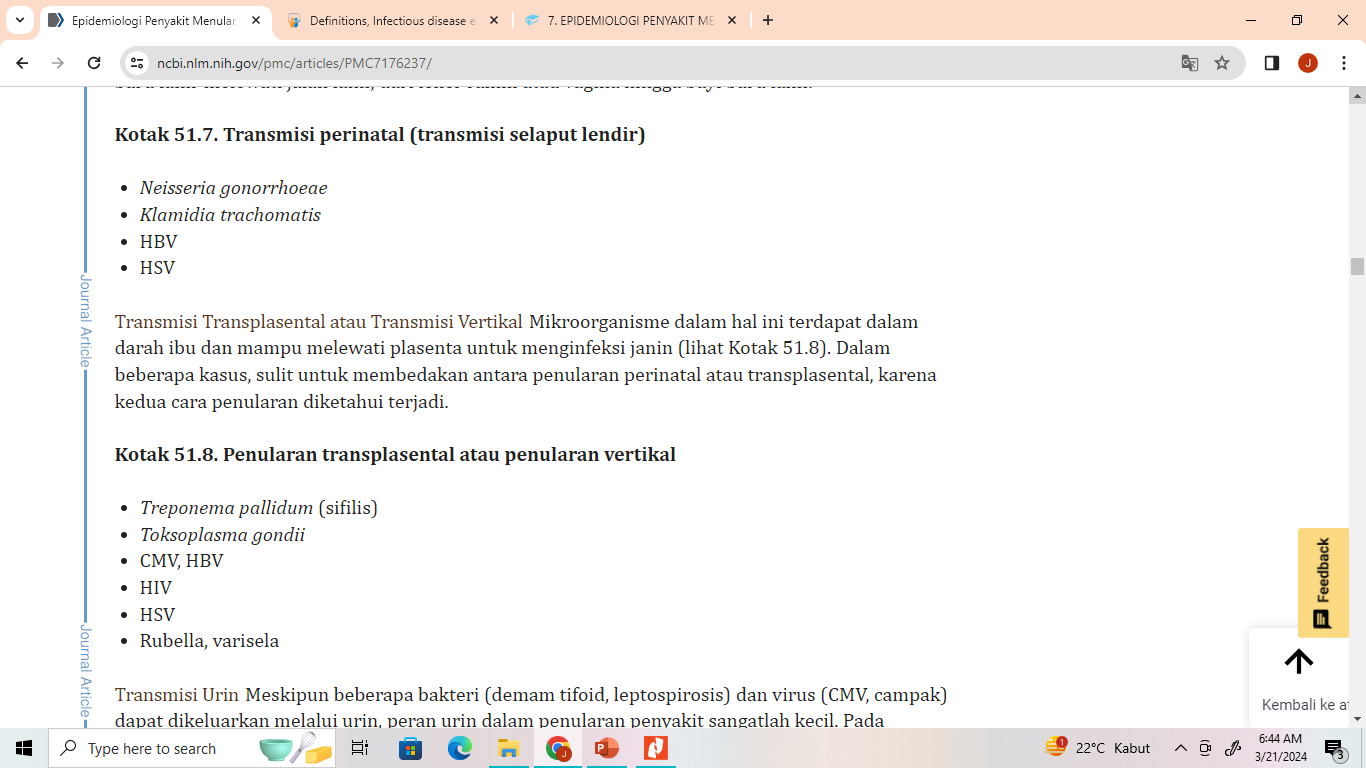 Epidemiologi Penyakit Menular
Definitions, Infectious disease e
7. EPIDEMIOLOGI PENYAKIT ME
ncbi.nlm.nih.gov/pmc/articles/PMC7176237/
J
Kotak 51.7. Transmisi perinatal (transmisi selaput lendir)
Neisseria gonorrhoeae
Klamidia trachomatis
HBV
HSV
Journal Article
Transmisi Transplasental atau Transmisi Vertikal Mikroorganisme dalam hal ini terdapat dalam
darah ibu dan mampu melewati plasenta untuk menginfeksi janin (lihat Kotak 51.8). Dalam
beberapa kasus, sulit untuk membedakan antara penularan perinatal atau transplasental, karena
kedua cara penularan diketahui terjadi.
Kotak 51.8. Penularan transplasental atau penularan vertikal
Treponema pallidum (sifilis)
Toksoplasma gondii
CMV, HBV
HIV
HSV
Rubella, varisela
Feedback
Journal Article
Transmisi Urin Meskipun beberapa bakteri (demam tifoid, leptospirosis) dan virus (CMV, campak)
dapat dikeluarkan melalui urin, peran urin dalam penularan penyakit sangatlah kecil. Pada
Kembali ke at
Type here to search
22°C Kabut
6:44 AM
3/21/2024